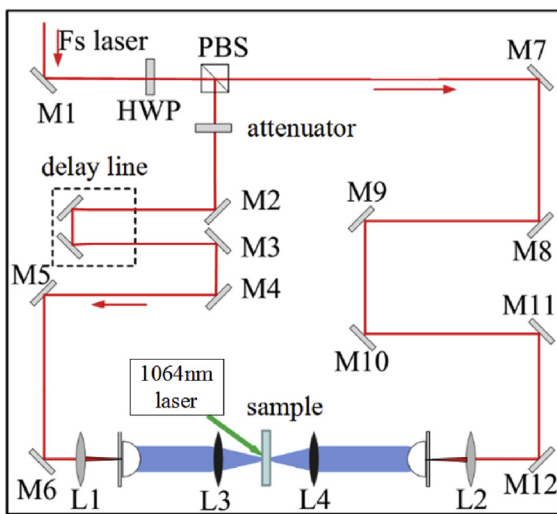 Fs laser
PBS
M7
M1
HWP
attenuator
delay line
M2
M9
M3
M8
M5
M4
M11
M10
1064nm
laser
sample
M6
L1
L3
L4
L2
M12